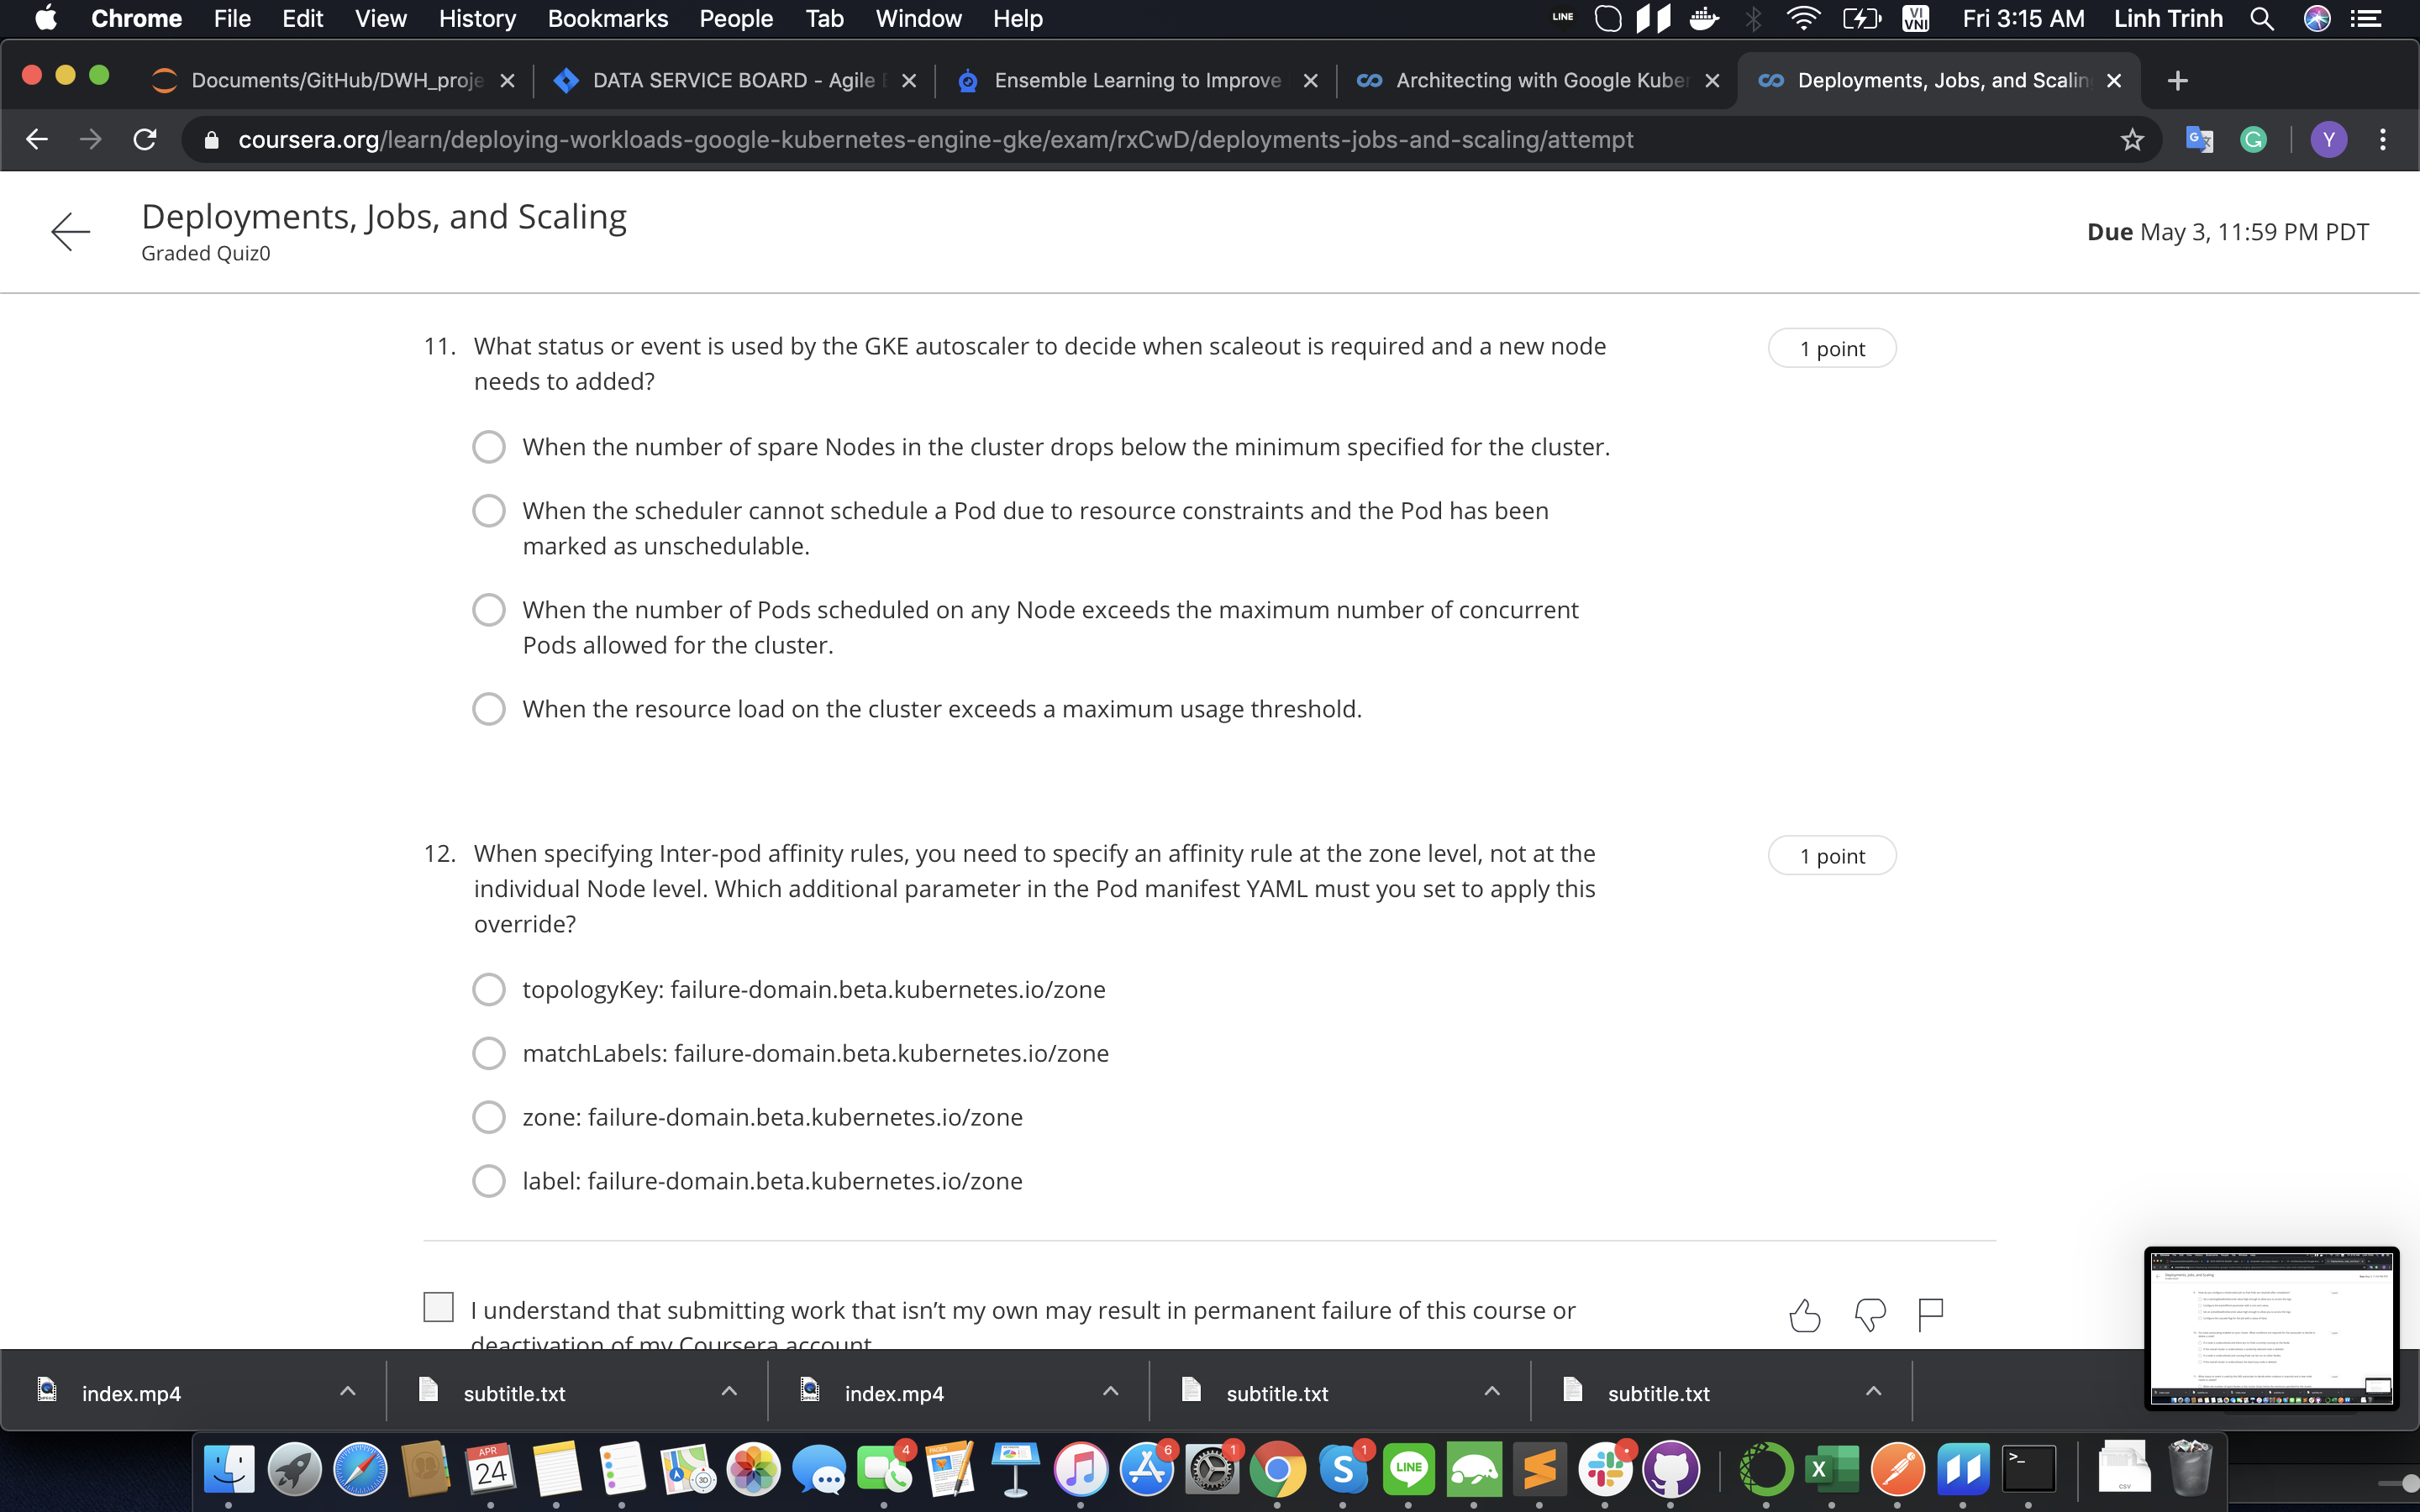 Chrome File Edit View History Bookmarks People Tab Window Help LINE VI VNI Fri 3:15 AM Linh Trinh
Documents/GitHub/DWH_proje DATA SERVICE BOARD - Agile Ensemble Learning to Improve Architecting with Google Kuber Deployments, Jobs, and Scalin
coursera.org/learn/deploying-workloads-google-kubernetes-engine-gke/exam/rxCwD/deployments-jobs-and-scaling/attempt Y
Deployments, Jobs, and Scaling
Graded Quiz0
Due May 3, 11:59 PM PDT
11. What status or event is used by the GKE autoscaler to decide when scaleout is required and a new node
needs to added?
1 point
When the number of spare Nodes in the cluster drops below the minimum specified for the cluster.
When the scheduler cannot schedule a Pod due to resource constraints and the Pod has been
marked as unschedulable.
When the number of Pods scheduled on any Node exceeds the maximum number of concurrent
Pods allowed for the cluster.
When the resource load on the cluster exceeds a maximum usage threshold.
12. When specifying Inter-pod affinity rules, you need to specify an affinity rule at the zone level, not at the
individual Node level. Which additional parameter in the Pod manifest YAML must you set to apply this
override?
1 point
topologyKey: failure-domain.beta.kubernetes.io/zone
matchLabels: failure-domain.beta.kubernetes.io/zone
zone: failure-domain.beta.kubernetes.io/zone
label: failure-domain.beta.kubernetes.io/zone
I understand that submitting work that isn't my own may result in permanent failure of this course or
deactivation of my Coursera account
index.mp4 subtitle.txt index.mp4 subtitle.txt subtitle.txt
APR 24 3D 4 PAGES 6 1 S 1 LINE X >_ CSV